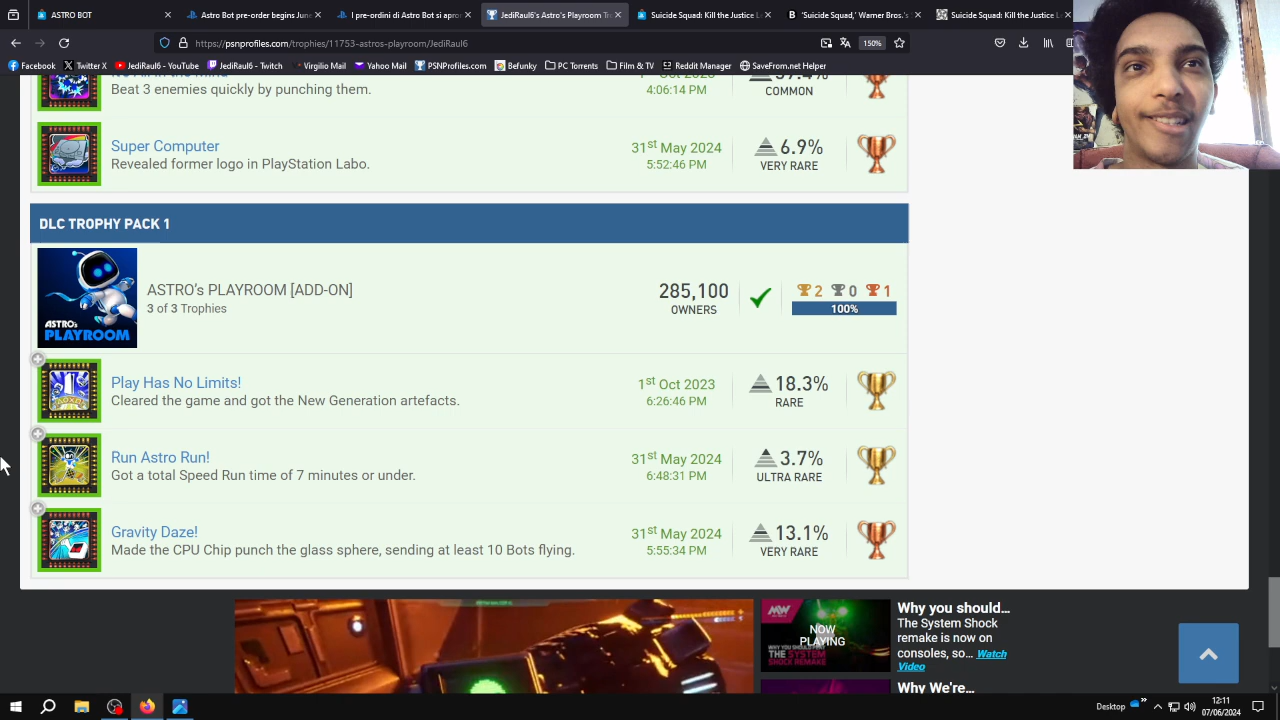 ASTRO BOT
Astro Bot pre-order begins June
I pre-ordini di Astro Bot si apro
JediRaul6's Astro's Playroom Tr
Suicide Squad: Kill the Justice L
'Suicide Squad,' Warner Bros.'s
Suicide Squad: Kill the Justice L
https://psnprofiles.com/trophies/11753-astros-playroom/JediRaul6
150%
Facebook
Twitter X
JediRaul6 - YouTube
JediRaul6 - Twitch
Virgilio Mail
Yahoo Mail
PSNProfiles.com
Befunky
PC Torrents
Film & TV
Reddit Manager
SaveFrom.net Helper
Beat 3 enemies quickly by punching them.
4:06:14 PM
COMMON
Super Computer
Revealed former logo in PlayStation Labo.
31st May 2024
5:52:46 PM
6.9%
VERY RARE
DLC TROPHY PACK 1
ASTRO's PLAYROOM
ASTRO's PLAYROOM [ADD-ON]
3 of 3 Trophies
285,100
OWNERS
2 0 1
100%
Play Has No Limits!
Cleared the game and got the New Generation artefacts.
1st Oct 2023
6:26:46 PM
18.3%
RARE
Run Astro Run!
Got a total Speed Run time of 7 minutes or under.
31st May 2024
6:48:31 PM
3.7%
ULTRA RARE
Gravity Daze!
Made the CPU Chip punch the glass sphere, sending at least 10 Bots flying.
31st May 2024
5:55:34 PM
13.1%
VERY RARE
NOW
PLAYING
WHY YOU SHOULD PLAY
THE SYSTEM
SHOCK REMAKE
Why you should...
The System Shock
remake is now on
consoles, so... Watch
Video
Why We're...
Desktop
12:11
07/06/2024